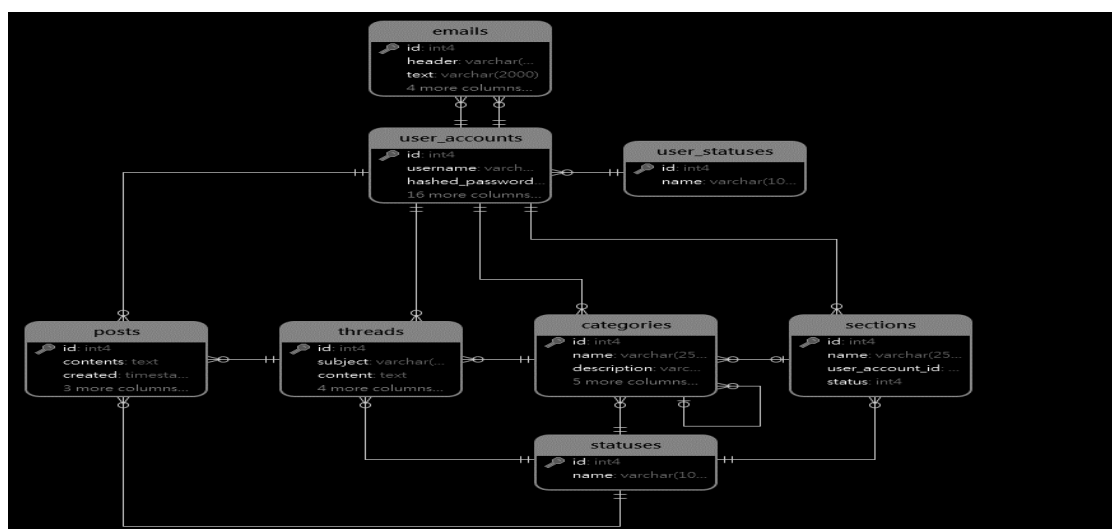 emails
id: int4
header: varchar(...
text: varchar(2000)
4 more columns...
user_accounts
id: int4
username: varch...
hashed_password...
16 more columns...
user_statuses
id: int4
name: varchar(10...
posts
id: int4
contents: text
created: timesta...
3 more columns...
threads
id: int4
subject: varchar(...
content: text
4 more columns...
categories
id: int4
name: varchar(25...
description: varc...
5 more columns...
sections
id: int4
name: varchar(25...
user_account_id: ...
status: int4
statuses
id: int4
name: varchar(10...